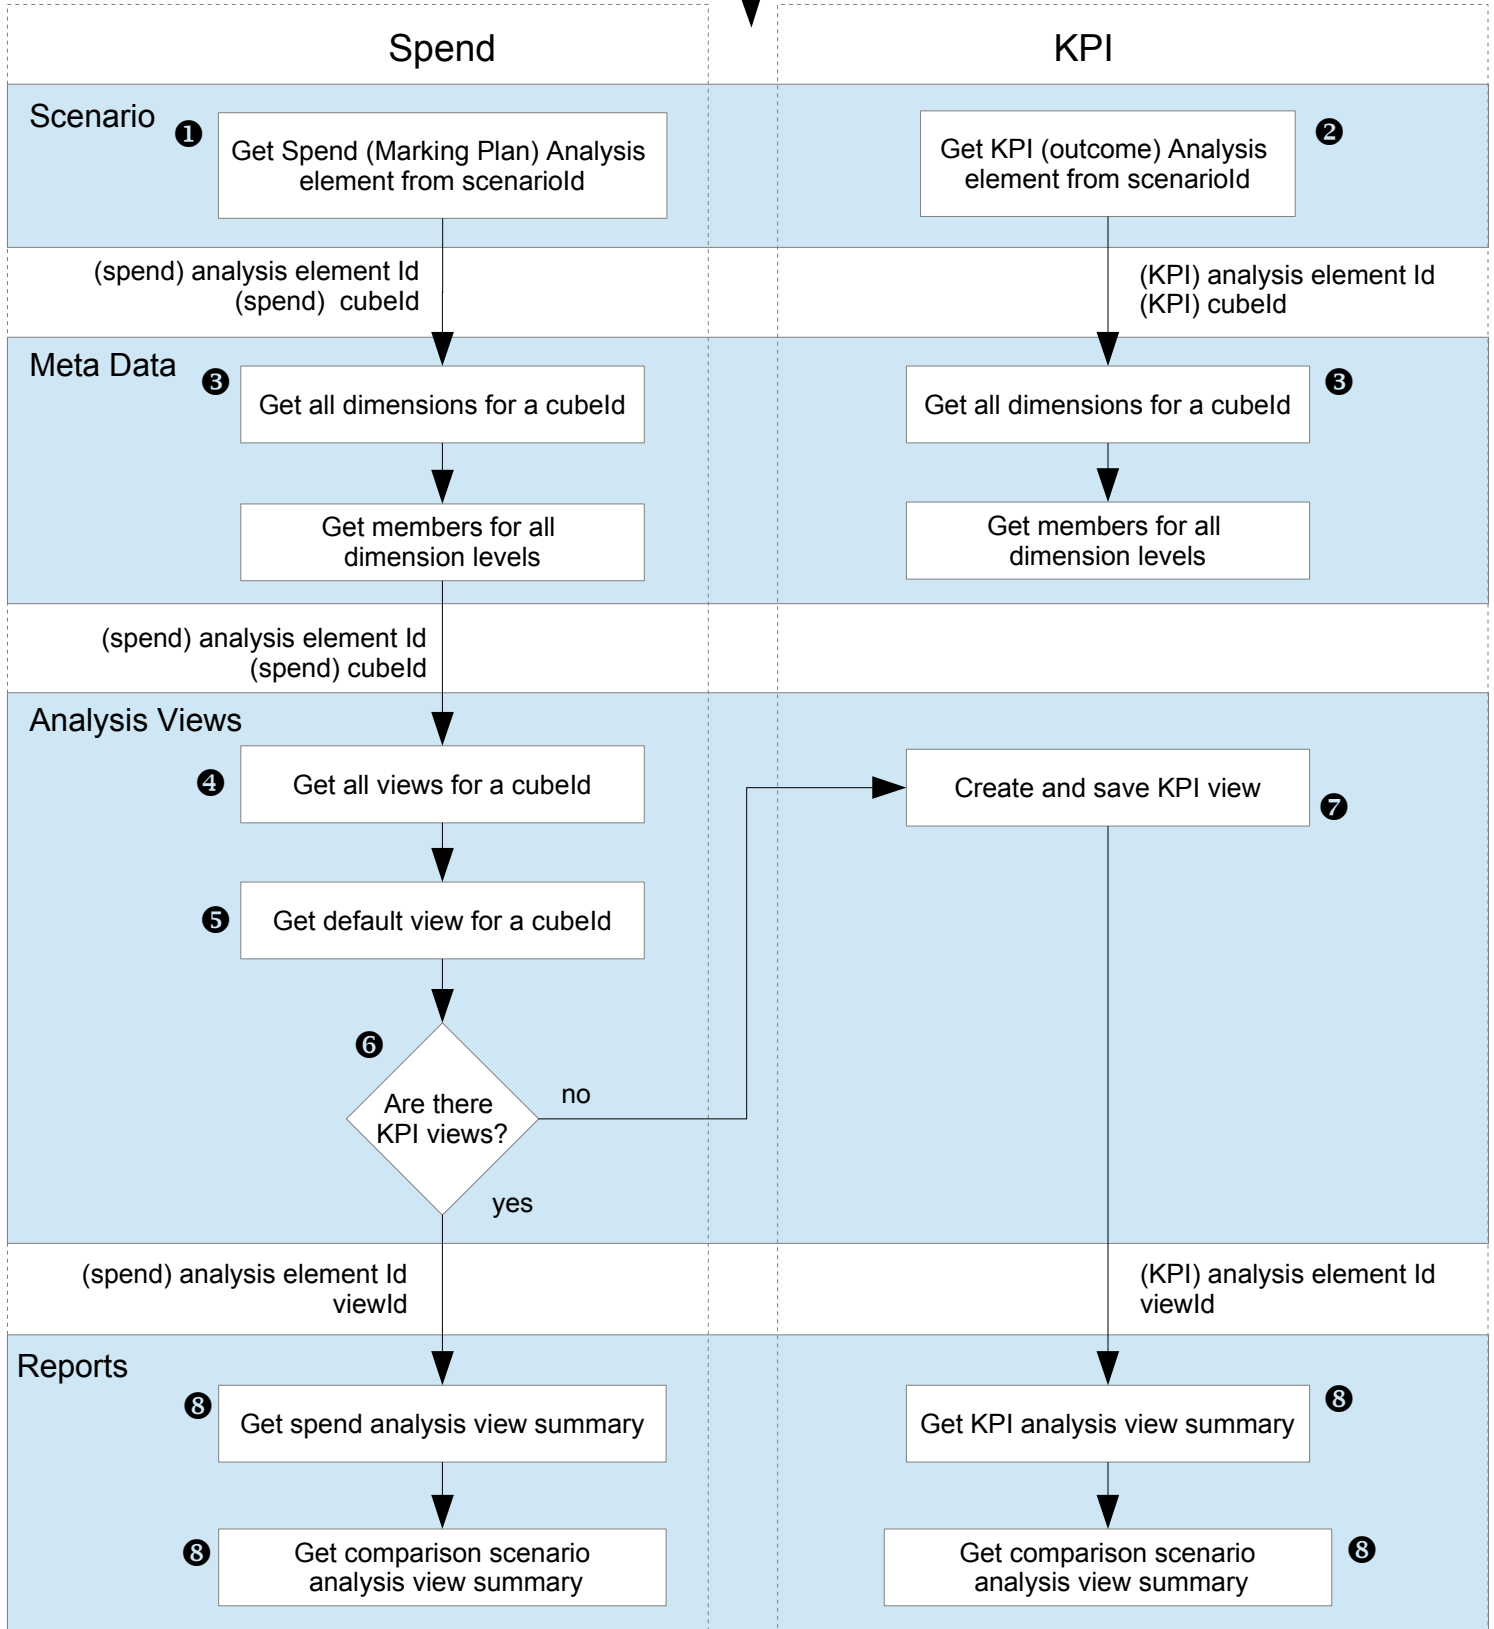 Spend
KPI
Scenario
❶
Get Spend (Marking Plan) Analysis
element from scenarioId
❷
Get KPI (outcome) Analysis
element from scenarioId
(spend) analysis element Id
(spend) cubeId
(KPI) analysis element Id
(KPI) cubeId
Meta Data
❸
Get all dimensions for a cubeId
❸
Get all dimensions for a cubeId
Get members for all
dimension levels
Get members for all
dimension levels
(spend) analysis element Id
(spend) cubeId
Analysis Views
❹
Get all views for a cubeId
Create and save KPI view
❼
❺
Get default view for a cubeId
❻
Are there
KPI views?
no
yes
(spend) analysis element Id
viewId
(KPI) analysis element Id
viewId
Reports
❽
Get spend analysis view summary
❽
Get KPI analysis view summary
❽
Get comparison scenario
analysis view summary
❽
Get comparison scenario
analysis view summary